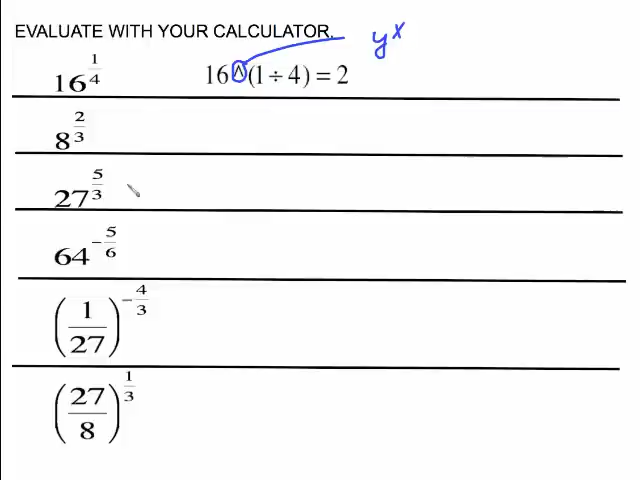 EVALUATE WITH YOUR CALCULATOR.
y^x
16^(1/4) 16^(1÷4) = 2
8^(2/3)
27^(5/3)
64^(-5/6)
(1/27)^(-4/3)
(27/8)^(1/3)